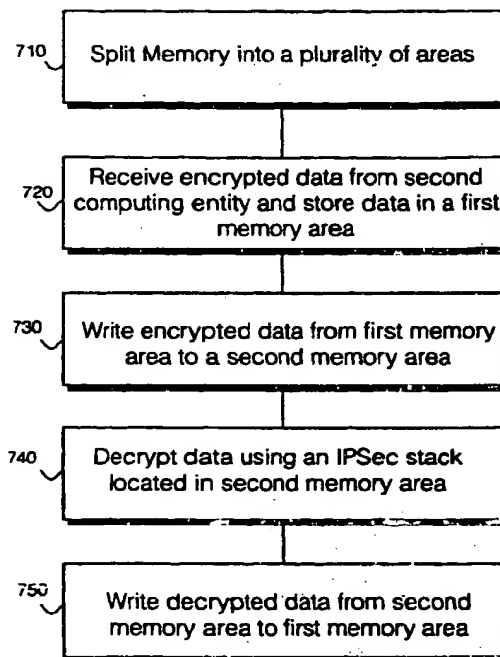 710
Split Memory into a plurality of areas
720
Receive encrypted data from second
computing entity and store data in a first
memory area
730
Write encrypted data from first memory
area to a second memory area
740
Decrypt data using an IPSec stack
located in second memory area
750
Write decrypted data from second
memory area to first memory area